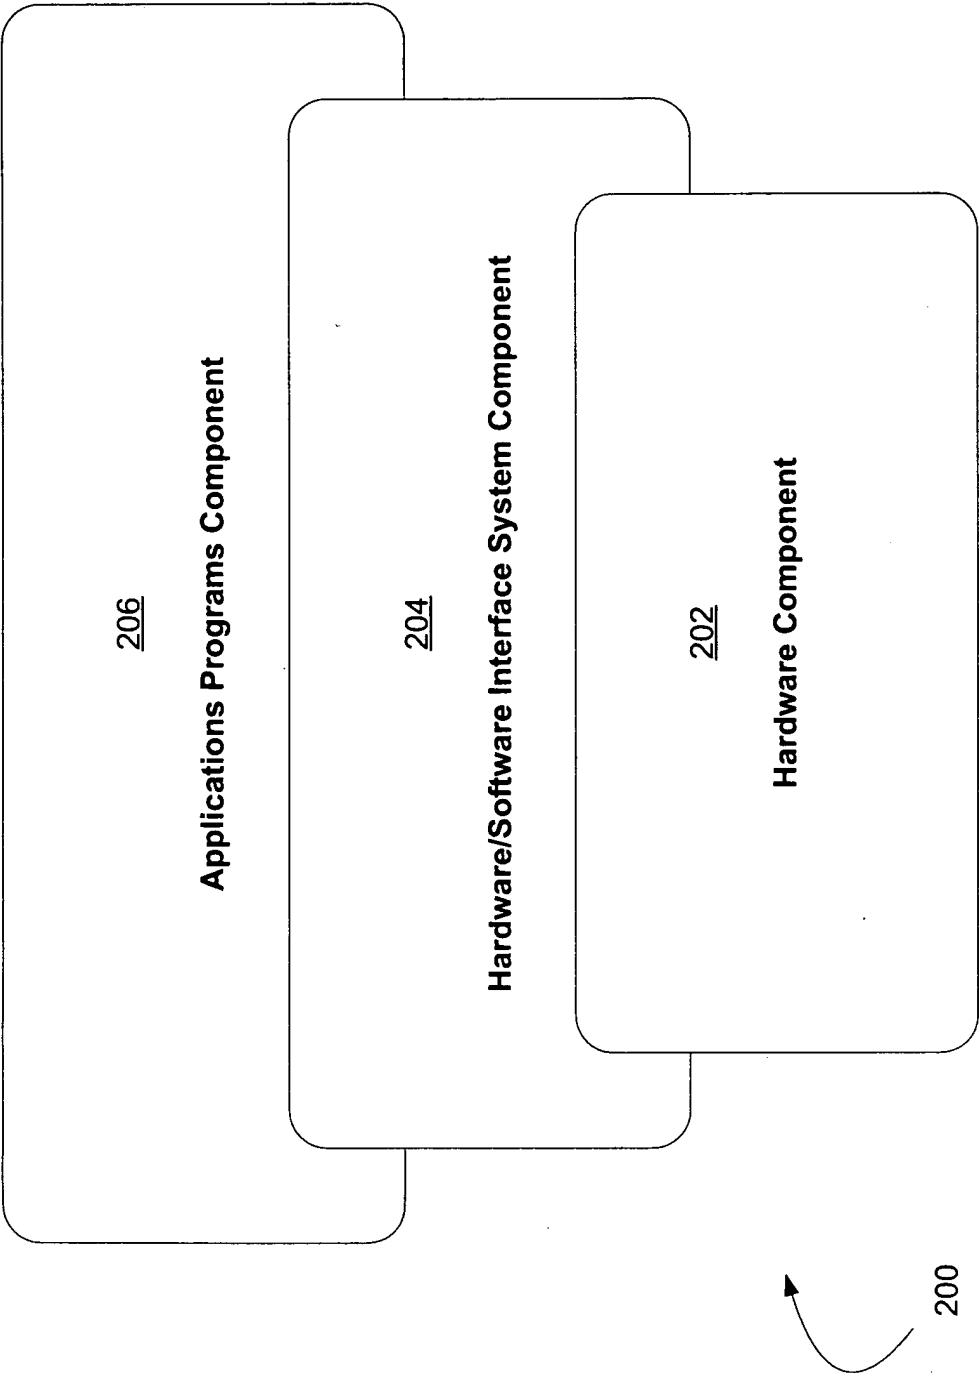 206
Applications Programs Component
204
Hardware/Software Interface System Component
202
Hardware Component
200